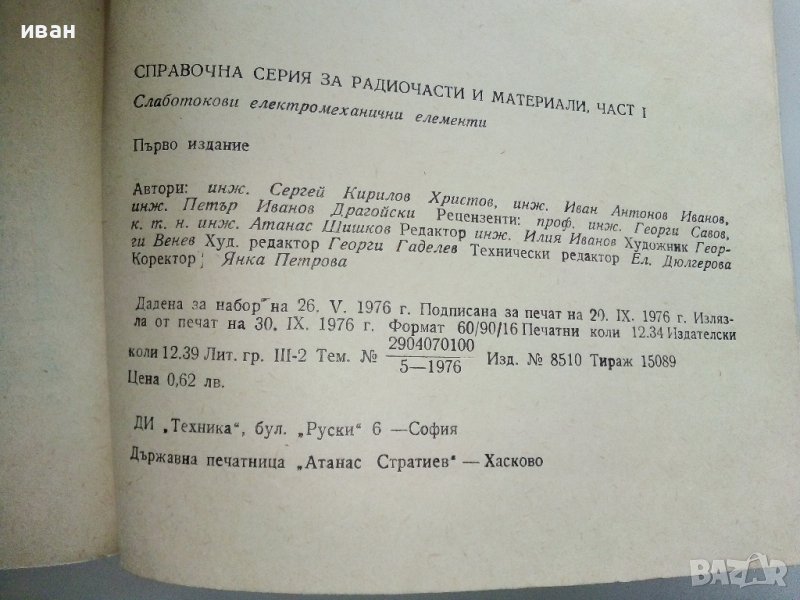 иван
СПРАВОЧНА СЕРИЯ ЗА РАДИОЧАСТИ И МАТЕРИАЛИ, ЧАСТ I
Слаботокови електромеханични елементи
Първо издание
Автори: инж. Сергей Кирилов Христов, инж. Иван Антонов Иванов,
инж. Петър Иванов Драгойски Рецензенти: проф. инж. Георги Савов,
к. т. н. инж. Атанас Шишков Редактор инж. Илия Иванов Художник Геор-
ги Венев Худ. редактор Георги Гаделев Технически редактор Ел. Дюлгерова
Коректор; Янка Петрова
Дадена за набор на 26. V. 1976 г. Подписана за печат на 20. IX. 1976 г. Изляз-
ла от печат на 30. IX. 1976 г. Формат 60/90/16 Печатни коли 12.34 Издателски
коли 12.39 Лит. гр. III-2 Тем. № 2904070100/5—1976 Изд. № 8510 Тираж 15089
Цена 0,62 лв.
ДИ „Техника“, бул. „Руски“ 6 —София
Държавна печатница „Атанас Стратиев“ — Хасково
BAZAR